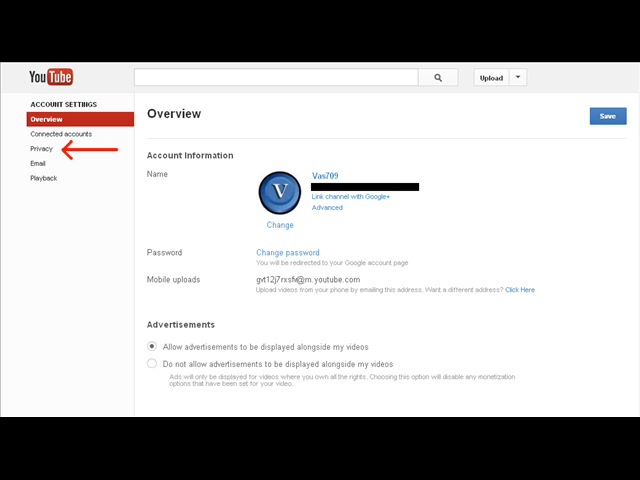 YouTube
Upload
ACCOUNT SETTINGS
Overview
Connected accounts
Privacy
Email
Playback
Overview
Save
Account Information
Name
V
Vas709
Link channel with Google+
Advanced
Change
Password
Change password
You will be redirected to your Google account page
Mobile uploads
gvt12j7rxsfv@m.youtube.com
Upload videos from your phone by emailing this address. Want a different address? Click Here
Advertisements
Allow advertisements to be displayed alongside my videos
Do not allow advertisements to be displayed alongside my videos
Ads will only be displayed for videos where you own all the rights. Choosing this option will disable any monetization
options that have been set for your video.